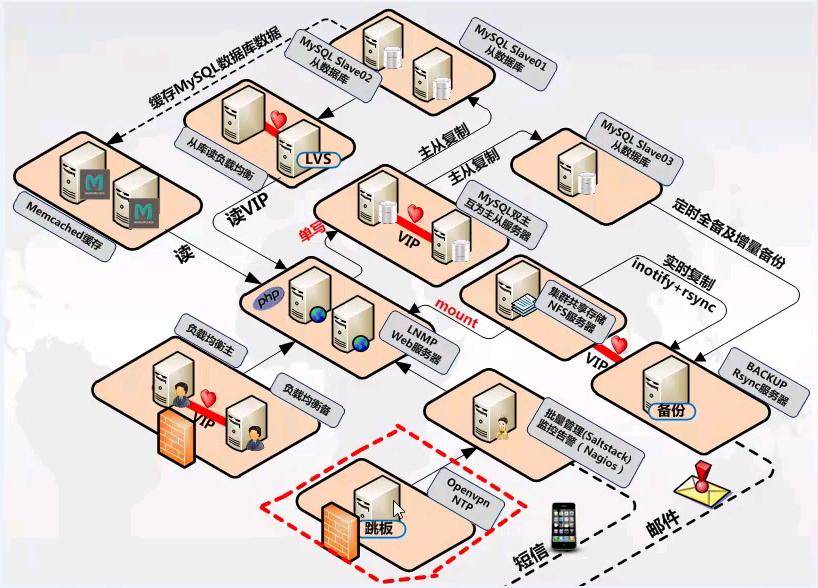 MySQL Slave01
从数据库
MySQL Slave02
从数据库
缓存MySQL数据库数据
从库读负载均衡
LVS
主从复制
主从复制
MySQL Slave03
从数据库
Memcached缓存
读
读VIP
单写
VIP
MySQL双主
互为主从服务器
定时全备及增量备份
实时复制
inotify+rsync
php
mount
集群共享存储
NFS服务器
LNMP
Web服务器
VIP
BACKUP
Rsync服务器
备份
负载均衡主
负载均衡备
VIP
批量管理(Saltstack)
监控告警(Nagios)
Openvpn
NTP
跳板
短信
邮件